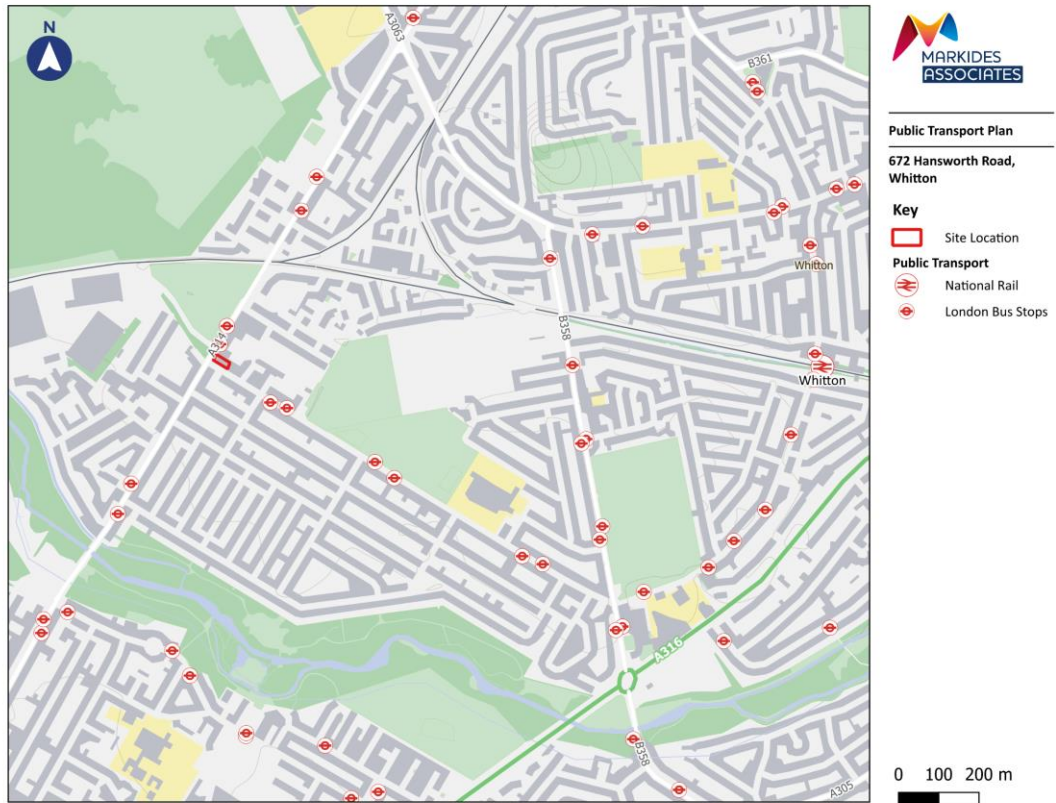 N
A3063
B361
Whitton
A314
B358
Whitton
A316
B358
A305
MARKIDES
ASSOCIATES
Public Transport Plan
672 Hansworth Road,
Whitton
Key
Site Location
Public Transport
National Rail
London Bus Stops
0 100 200 m